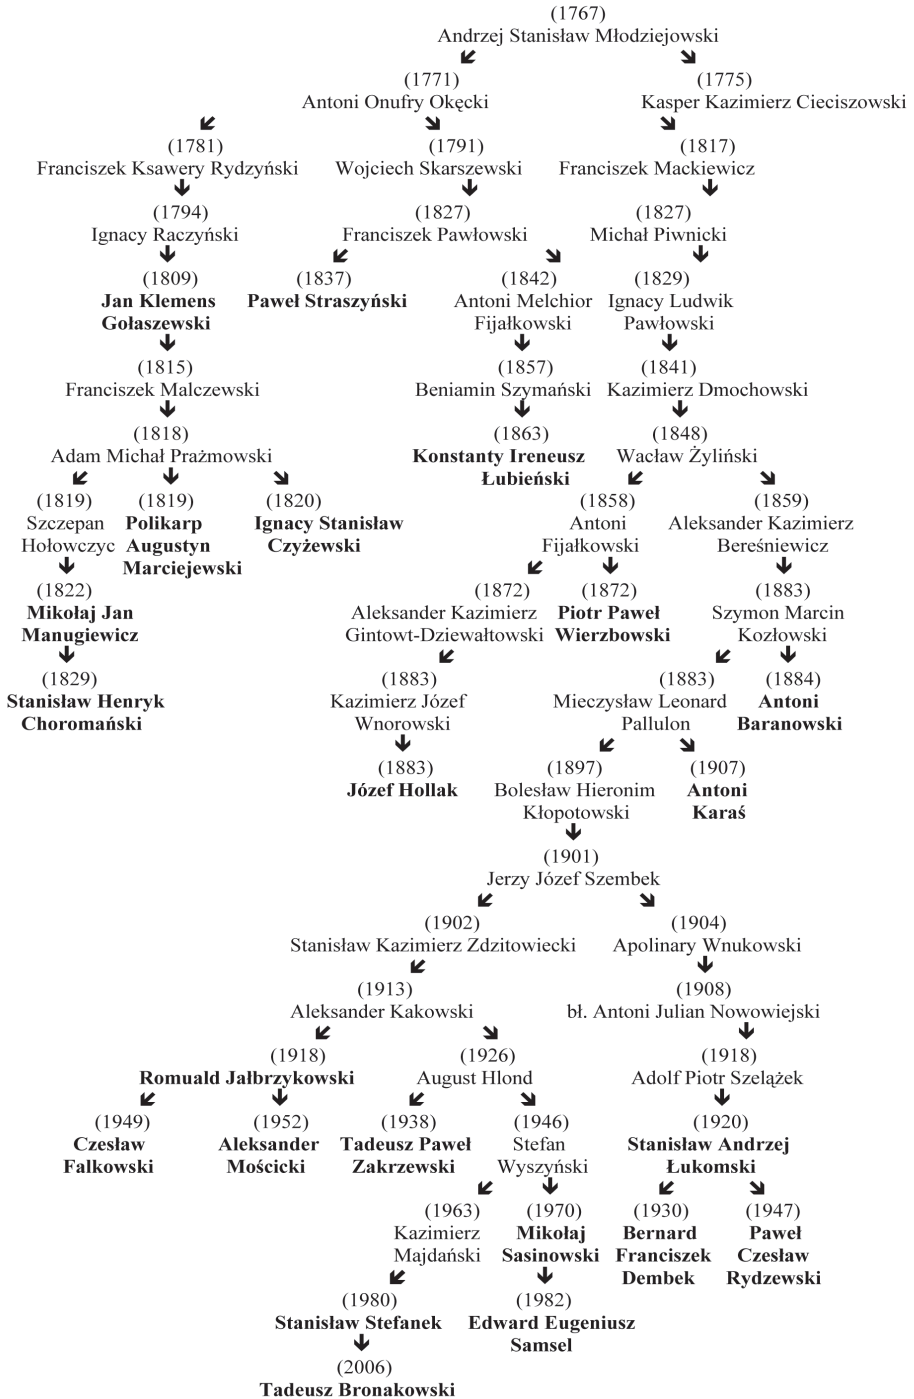 (1767)
Andrzej Stanisław Młodziejowski
(1771)
Antoni Onufry Okęcki
(1775)
Kasper Kazimierz Cieciszowski
(1781)
Franciszek Ksawery Rydzyński
(1791)
Wojciech Skarszewski
(1817)
Franciszek Mackiewicz
(1794)
Ignacy Raczyński
(1827)
Franciszek Pawłowski
(1827)
Michał Piwnicki
(1809)
Jan Klemens
Gołaszewski
(1837)
Paweł Straszyński
(1842)
Antoni Melchior
Fijałkowski
(1829)
Ignacy Ludwik
Pawłowski
(1815)
Franciszek Malczewski
(1857)
Beniamin Szymański
(1841)
Kazimierz Dmochowski
(1818)
Adam Michał Prażmowski
(1863)
Konstanty Ireneusz
Łubieński
(1848)
Wacław Żyliński
(1819)
Szczepan
Hołowczyc
(1819)
Polikarp
Augustyn
Marciejewski
(1820)
Ignacy Stanisław
Czyżewski
(1858)
Antoni
Fijałkowski
(1859)
Aleksander Kazimierz
Bereśniewicz
(1822)
Mikołaj Jan
Manugiewicz
(1872)
Aleksander Kazimierz
Gintowt-Dziewałtowski
(1872)
Piotr Paweł
Wierzbowski
(1883)
Szymon Marcin
Kozłowski
(1829)
Stanisław Henryk
Choromański
(1883)
Kazimierz Józef
Wnorowski
(1883)
Mieczysław Leonard
Pallulon
(1884)
Antoni
Baranowski
(1883)
Józef Hollak
(1897)
Bolesław Hieronim
Kłopotowski
(1907)
Antoni
Karaś
(1901)
Jerzy Józef Szembek
(1902)
Stanisław Kazimierz Zdzitowiecki
(1904)
Apolinary Wnukowski
(1913)
Aleksander Kakowski
(1908)
bł. Antoni Julian Nowowiejski
(1918)
Romuald Jałbrzykowski
(1926)
August Hlond
(1918)
Adolf Piotr Szelążek
(1949)
Czesław
Falkowski
(1952)
Aleksander
Mościcki
(1938)
Tadeusz Paweł
Zakrzewski
(1946)
Stefan
Wyszyński
(1920)
Stanisław Andrzej
Łukomski
(1963)
Kazimierz
Majdański
(1970)
Mikołaj
Sasinowski
(1930)
Bernard
Franciszek
Dembek
(1947)
Paweł
Czesław
Rydzewski
(1980)
Stanisław Stefanek
(1982)
Edward Eugeniusz
Samsel
(2006)
Tadeusz Bronakowski